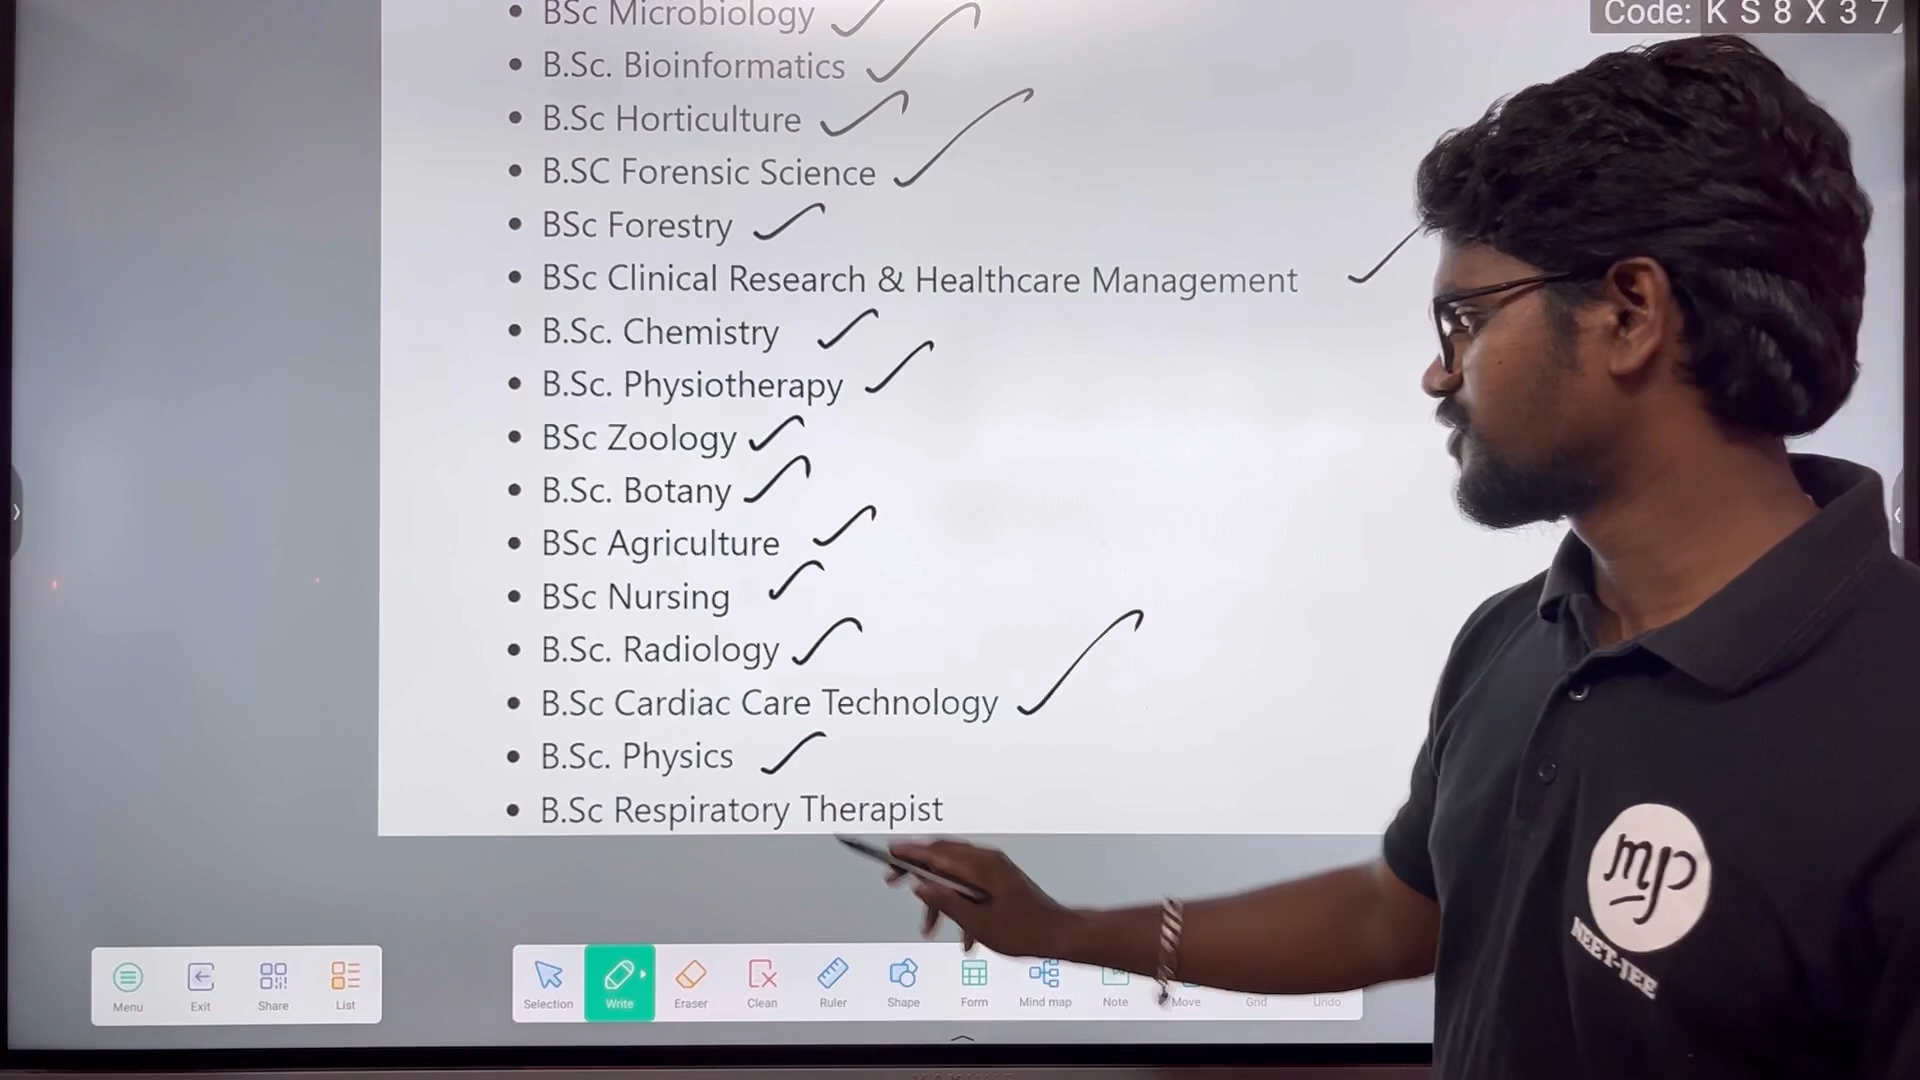 Code: K S 8 X 3 7
• BSc Microbiology
• B.Sc. Bioinformatics
• B.Sc Horticulture
• B.SC Forensic Science
• BSc Forestry
• BSc Clinical Research & Healthcare Management
• B.Sc. Chemistry
• B.Sc. Physiotherapy
• BSc Zoology
• B.Sc. Botany
• BSc Agriculture
• BSc Nursing
• B.Sc. Radiology
• B.Sc Cardiac Care Technology
• B.Sc. Physics
• B.Sc Respiratory Therapist
mp
NEET-JEE
Menu Exit Share List
Selection Write Eraser Clean Ruler Shape Form Mind map Note Move Grid Undo